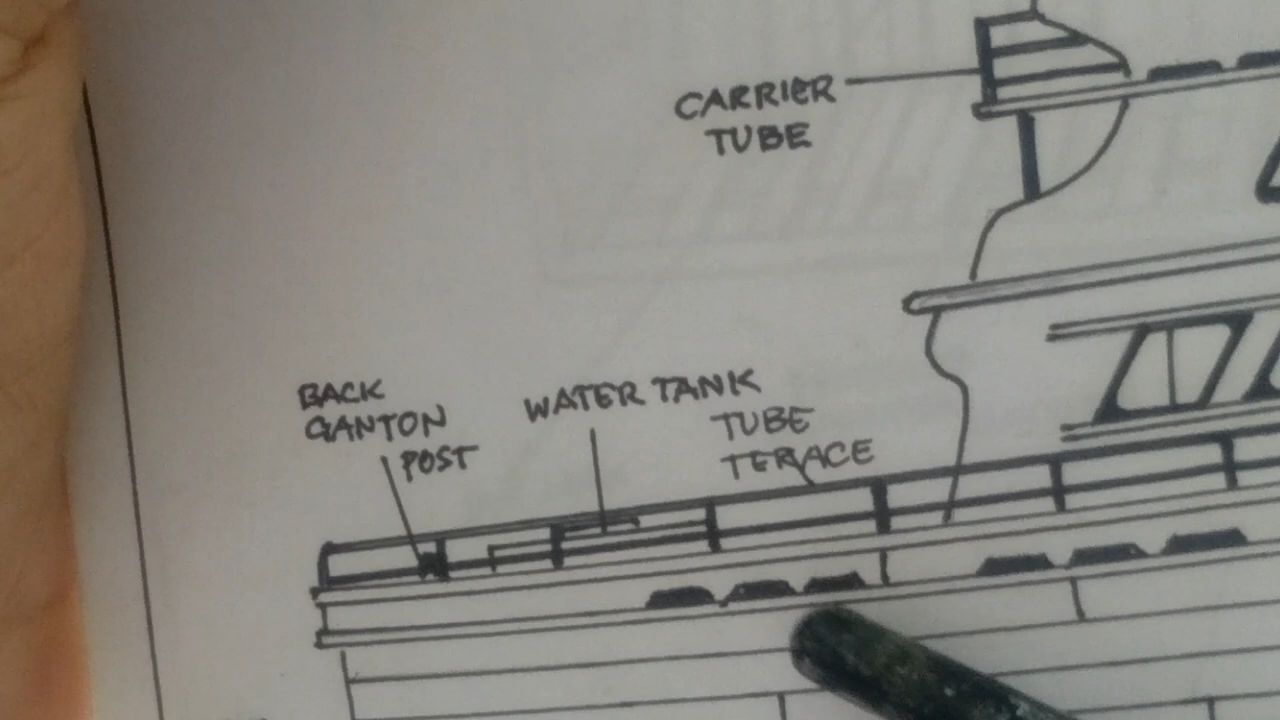 CARRIER
TUBE
BACK
GANTON
POST
WATER TANK
TUBE
TERACE